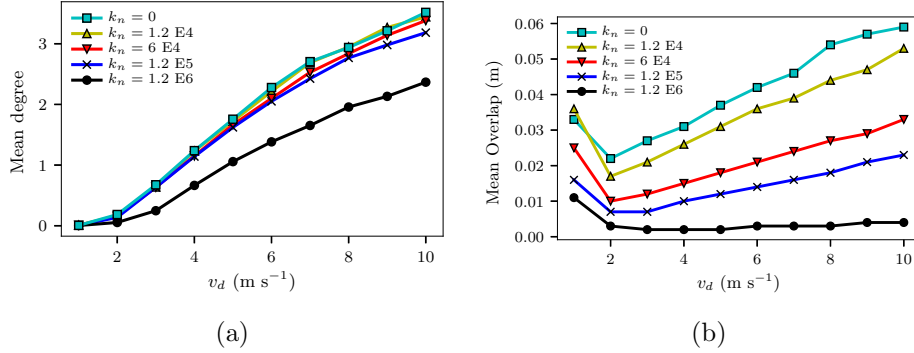 k_n = 0
k_n = 1.2 E4
k_n = 6 E4
k_n = 1.2 E5
k_n = 1.2 E6
Mean degree
3
2
1
0
2 4 6 8 10
v_d (m s⁻¹)
(a)
k_n = 0
k_n = 1.2 E4
k_n = 6 E4
k_n = 1.2 E5
k_n = 1.2 E6
Mean Overlap (m)
0.06
0.05
0.04
0.03
0.02
0.01
0.00
2 4 6 8 10
v_d (m s⁻¹)
(b)